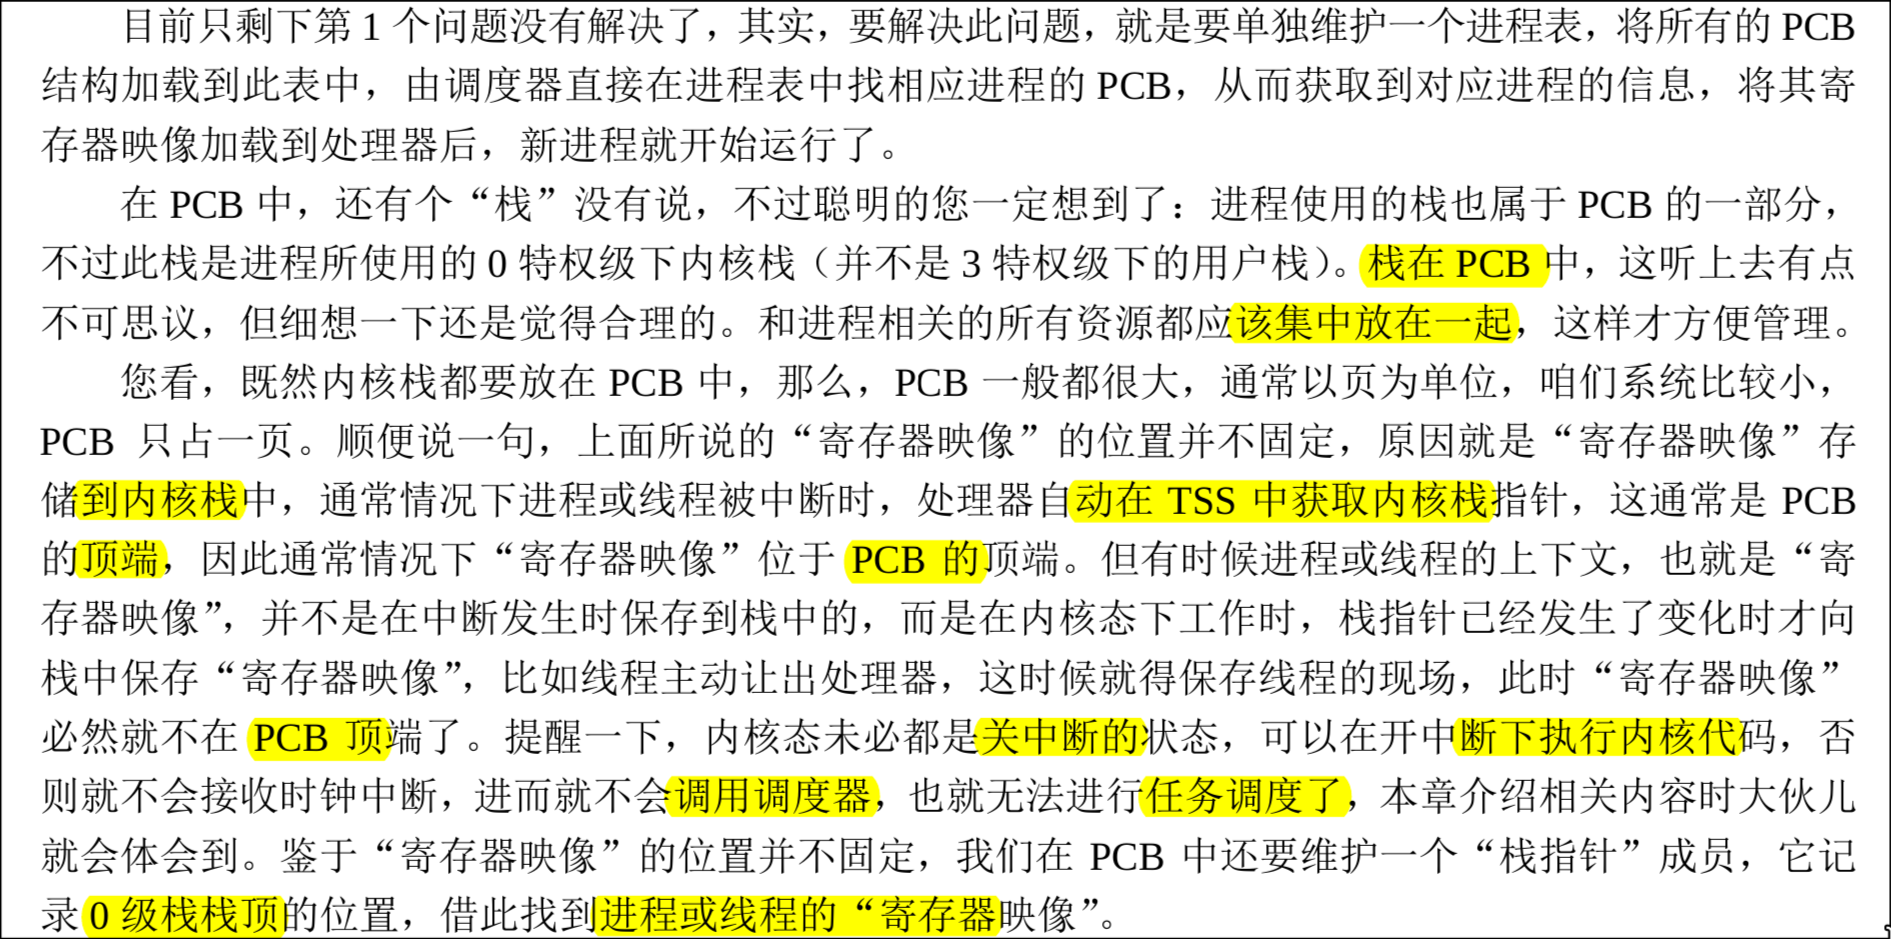 目前只剩下第 1 个问题没有解决了，其实，要解决此问题，就是要单独维护一个进程表，将所有的 PCB
结构加载到此表中，由调度器直接在进程表中找相应进程的 PCB，从而获取到对应进程的信息，将其寄
存器映像加载到处理器后，新进程就开始运行了。
在 PCB 中，还有个“栈”没有说，不过聪明的您一定想到了：进程使用的栈也属于 PCB 的一部分，
不过此栈是进程所使用的 0 特权级下内核栈（并不是 3 特权级下的用户栈）。栈在 PCB 中，这听上去有点
不可思议，但细想一下还是觉得合理的。和进程相关的所有资源都应该集中放在一起，这样才方便管理。
您看，既然内核栈都要放在 PCB 中，那么，PCB 一般都很大，通常以页为单位，咱们系统比较小，
PCB 只占一页。顺便说一句，上面所说的“寄存器映像”的位置并不固定，原因就是“寄存器映像”存
储到内核栈中，通常情况下进程或线程被中断时，处理器自动在 TSS 中获取内核栈指针，这通常是 PCB
的顶端，因此通常情况下“寄存器映像”位于 PCB 的顶端。但有时候进程或线程的上下文，也就是“寄
存器映像”，并不是在中断发生时保存到栈中的，而是在内核态下工作时，栈指针已经发生了变化时才向
栈中保存“寄存器映像”，比如线程主动让出处理器，这时候就得保存线程的现场，此时“寄存器映像”
必然就不在 PCB 顶端了。提醒一下，内核态未必都是关中断的状态，可以在开中断下执行内核代码，否
则就不会接收时钟中断，进而就不会调用调度器，也就无法进行任务调度了，本章介绍相关内容时大伙儿
就会体会到。鉴于“寄存器映像”的位置并不固定，我们在 PCB 中还要维护一个“栈指针”成员，它记
录 0 级栈栈顶的位置，借此找到进程或线程的“寄存器映像”。